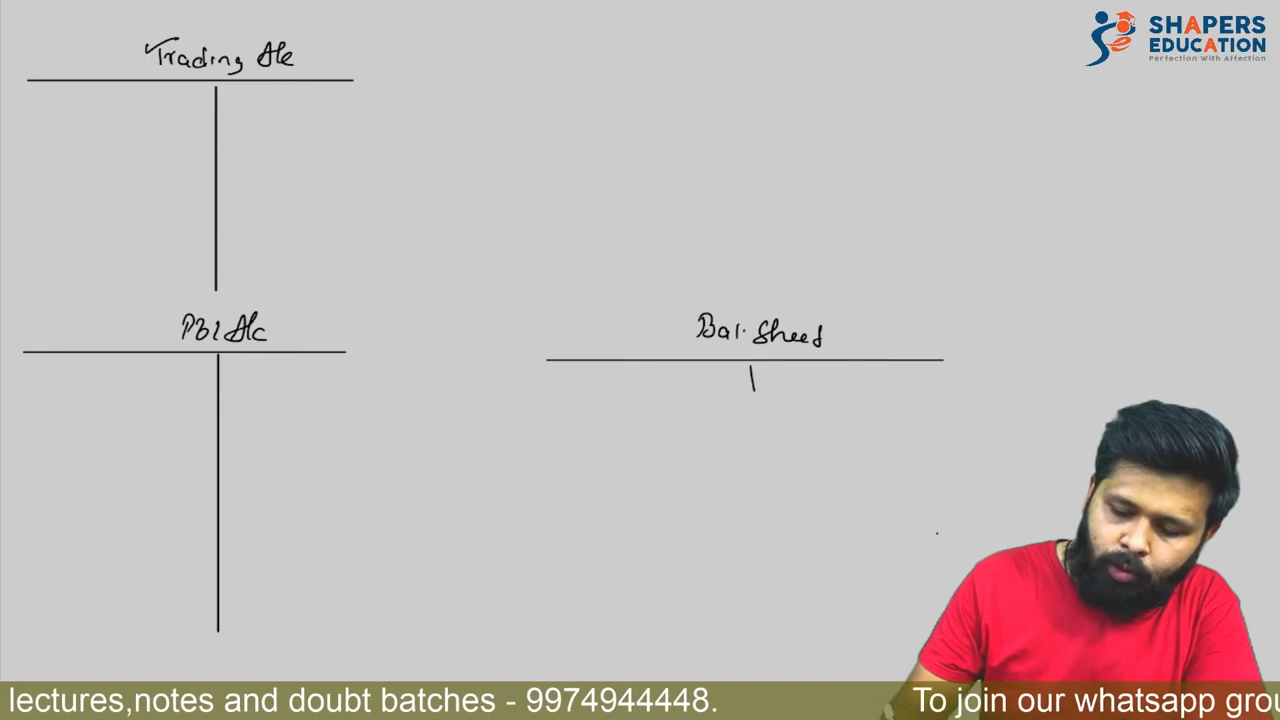 Trading A/c
SHAPERS
EDUCATION
Perfection With Affection
P&l A/c
Bal. Sheet
lectures,notes and doubt batches - 9974944448.
To join our whatsapp grou